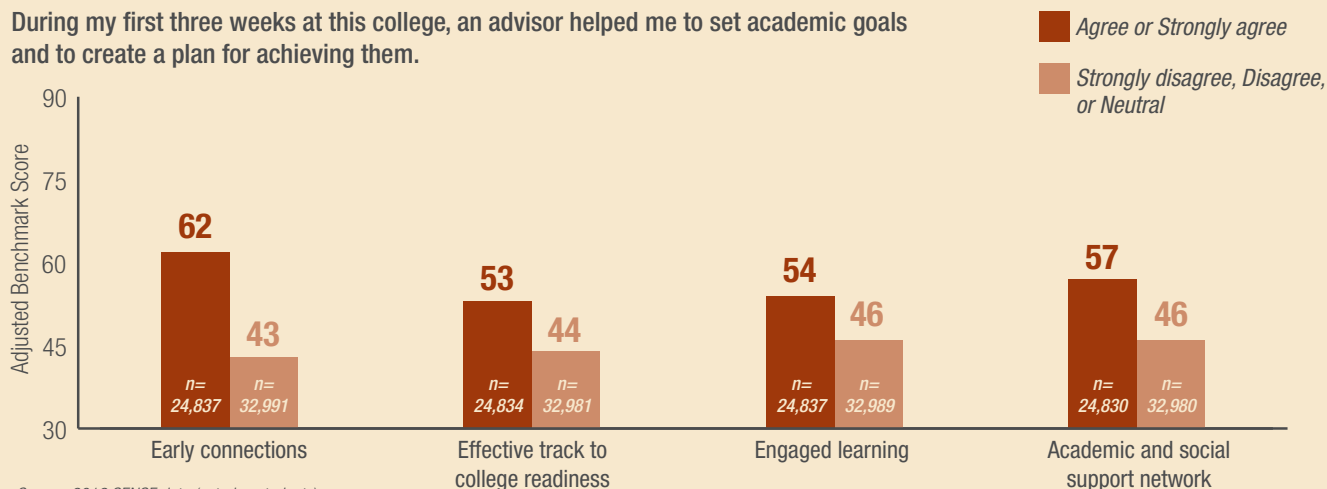 During my first three weeks at this college, an advisor helped me to set academic goals
and to create a plan for achieving them.
Agree or Strongly agree
Strongly disagree, Disagree,
or Neutral
Adjusted Benchmark Score
90
75
60
45
30
62
43
n=
24,837
n=
32,991
Early connections
53
44
n=
24,834
n=
32,981
Effective track to
college readiness
54
46
n=
24,837
n=
32,989
Engaged learning
57
46
n=
24,830
n=
32,980
Academic and social
support network